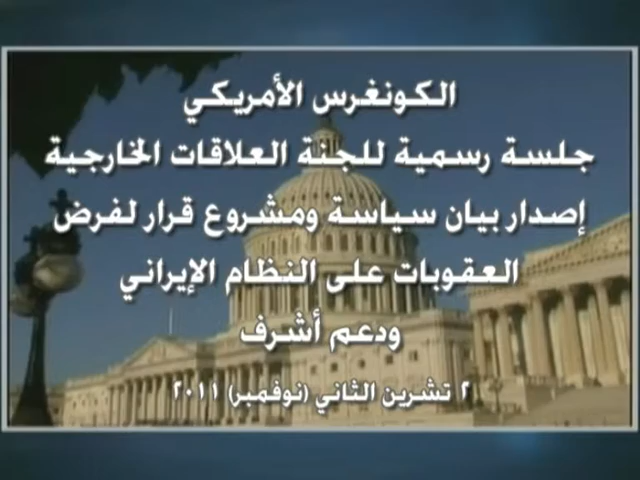 الكونغرس الأمريكي
جلسة رسمية للجنة العلاقات الخارجية
إصدار بيان سياسة ومشروع قرار لفرض
العقوبات على النظام الإيراني
ودعم أشرف
٢ تشرين الثاني (نوفمبر) ٢٠١١